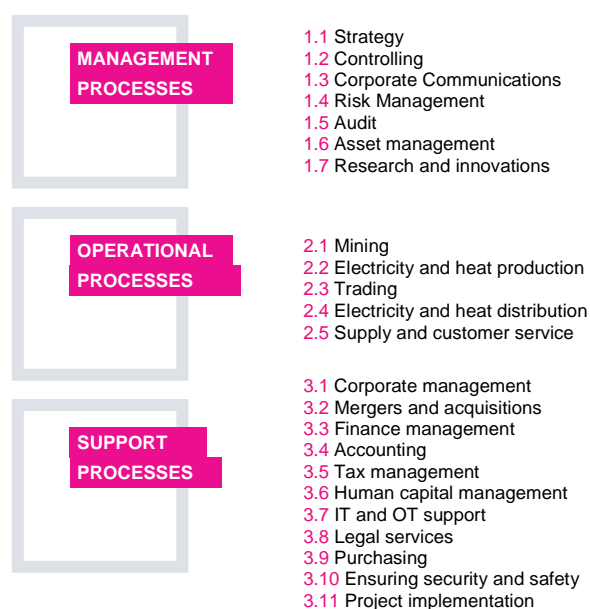 MANAGEMENT
PROCESSES
1.1 Strategy
1.2 Controlling
1.3 Corporate Communications
1.4 Risk Management
1.5 Audit
1.6 Asset management
1.7 Research and innovations
OPERATIONAL
PROCESSES
2.1 Mining
2.2 Electricity and heat production
2.3 Trading
2.4 Electricity and heat distribution
2.5 Supply and customer service
SUPPORT
PROCESSES
3.1 Corporate management
3.2 Mergers and acquisitions
3.3 Finance management
3.4 Accounting
3.5 Tax management
3.6 Human capital management
3.7 IT and OT support
3.8 Legal services
3.9 Purchasing
3.10 Ensuring security and safety
3.11 Project implementation